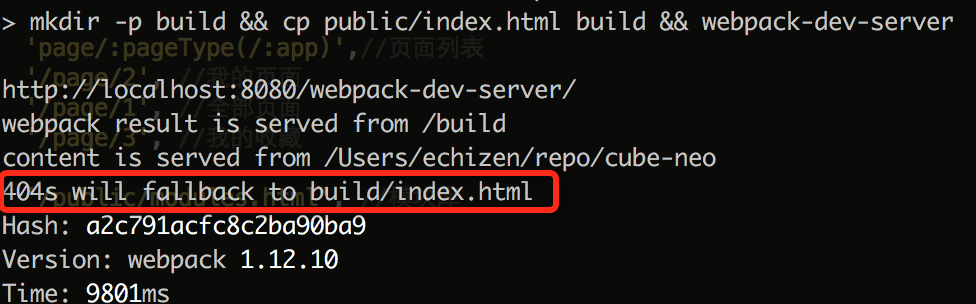 > mkdir -p build && cp public/index.html build && webpack-dev-server
'page/:pageType(/:app)',//页面列表
'/page/2', //我的页面
http://localhost:8080/webpack-dev-server/
'/page/1', //全部页面
webpack result is served from /build
'/page/3', //我的收藏
content is served from /Users/echizen/repo/cube-neo
404s will fallback to build/index.html
'/public/modules.html', //
Hash: a2c791acfc8c2ba90ba9
Version: webpack 1.12.10
Time: 9801ms